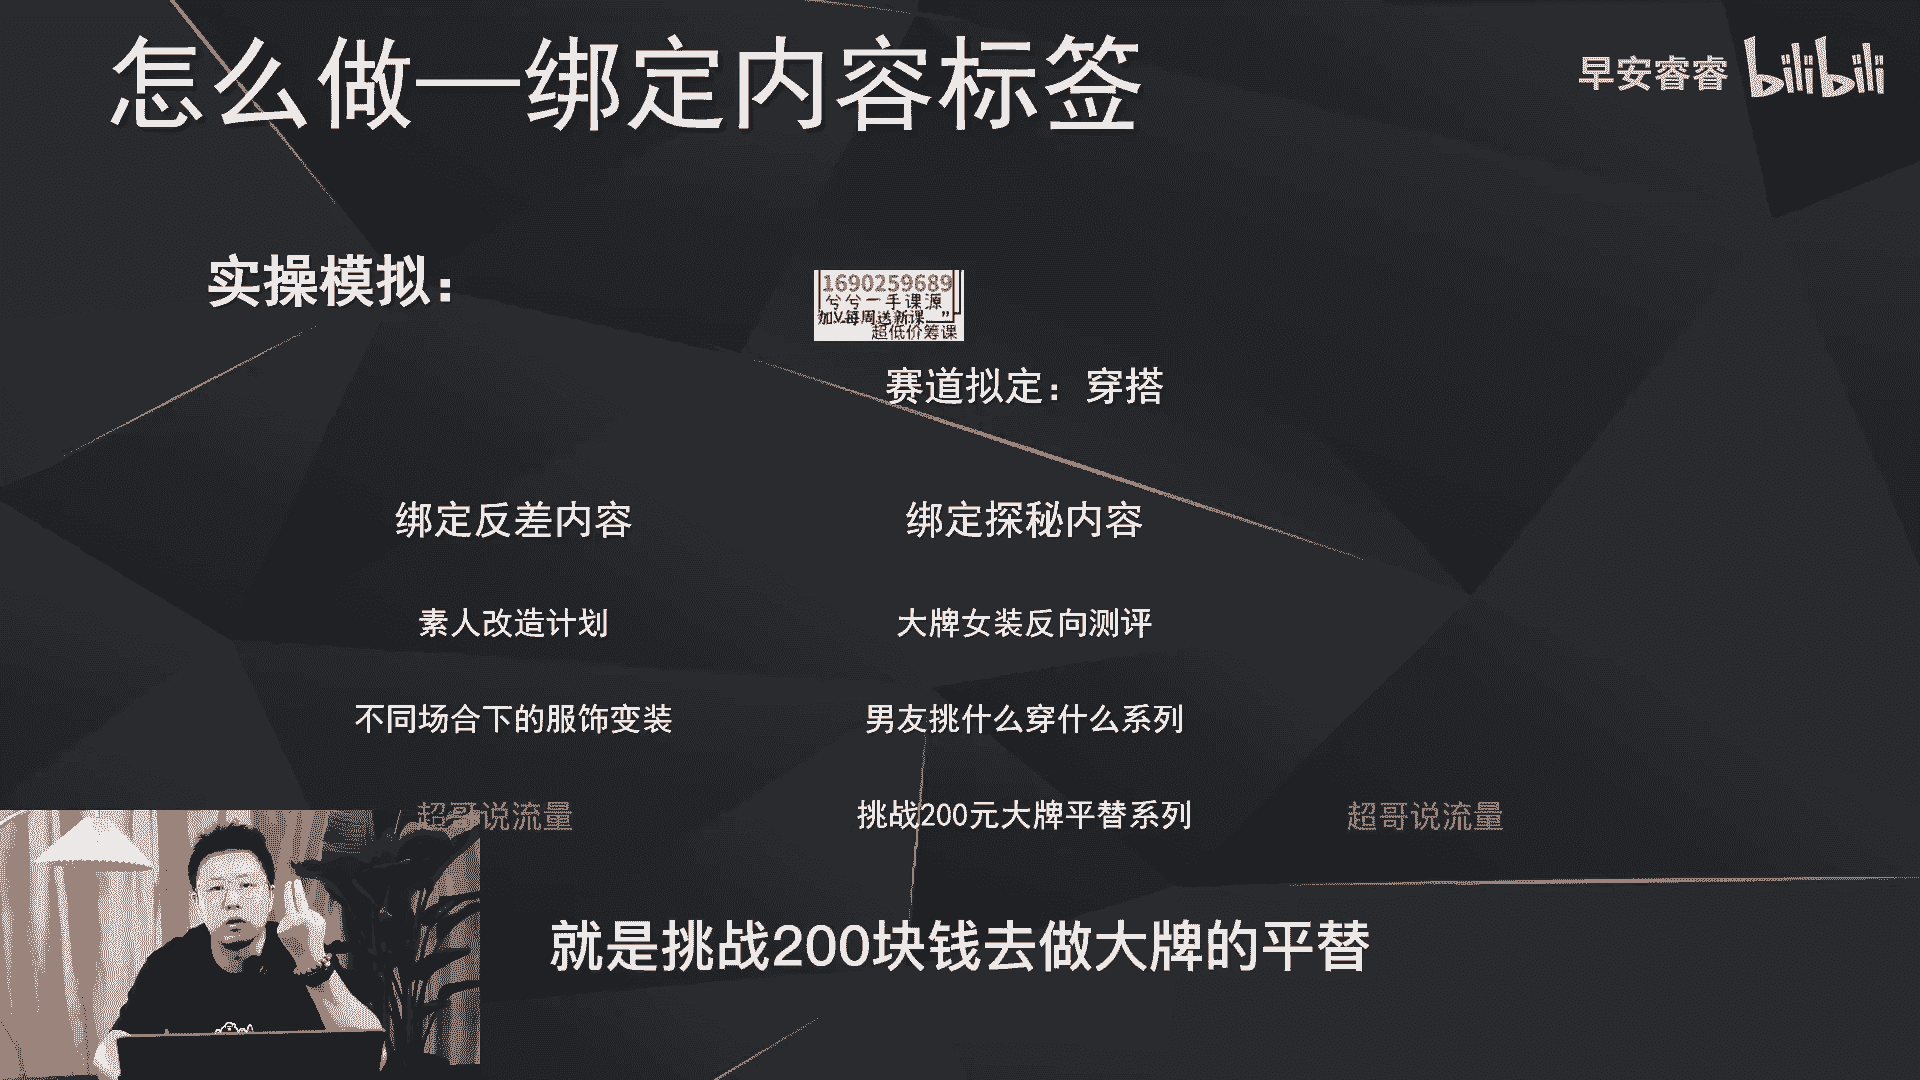 怎么做—绑定内容标签
早安睿睿 bilibili
实操模拟：
1690259689
兮兮一手课源
加V每周送新课
超低价筹课
赛道拟定：穿搭
绑定反差内容
绑定探秘内容
素人改造计划
大牌女装反向测评
不同场合下的服饰变装
男友挑什么穿什么系列
超哥说流量
挑战200元大牌平替系列
超哥说流量
就是挑战200块钱去做大牌的平替